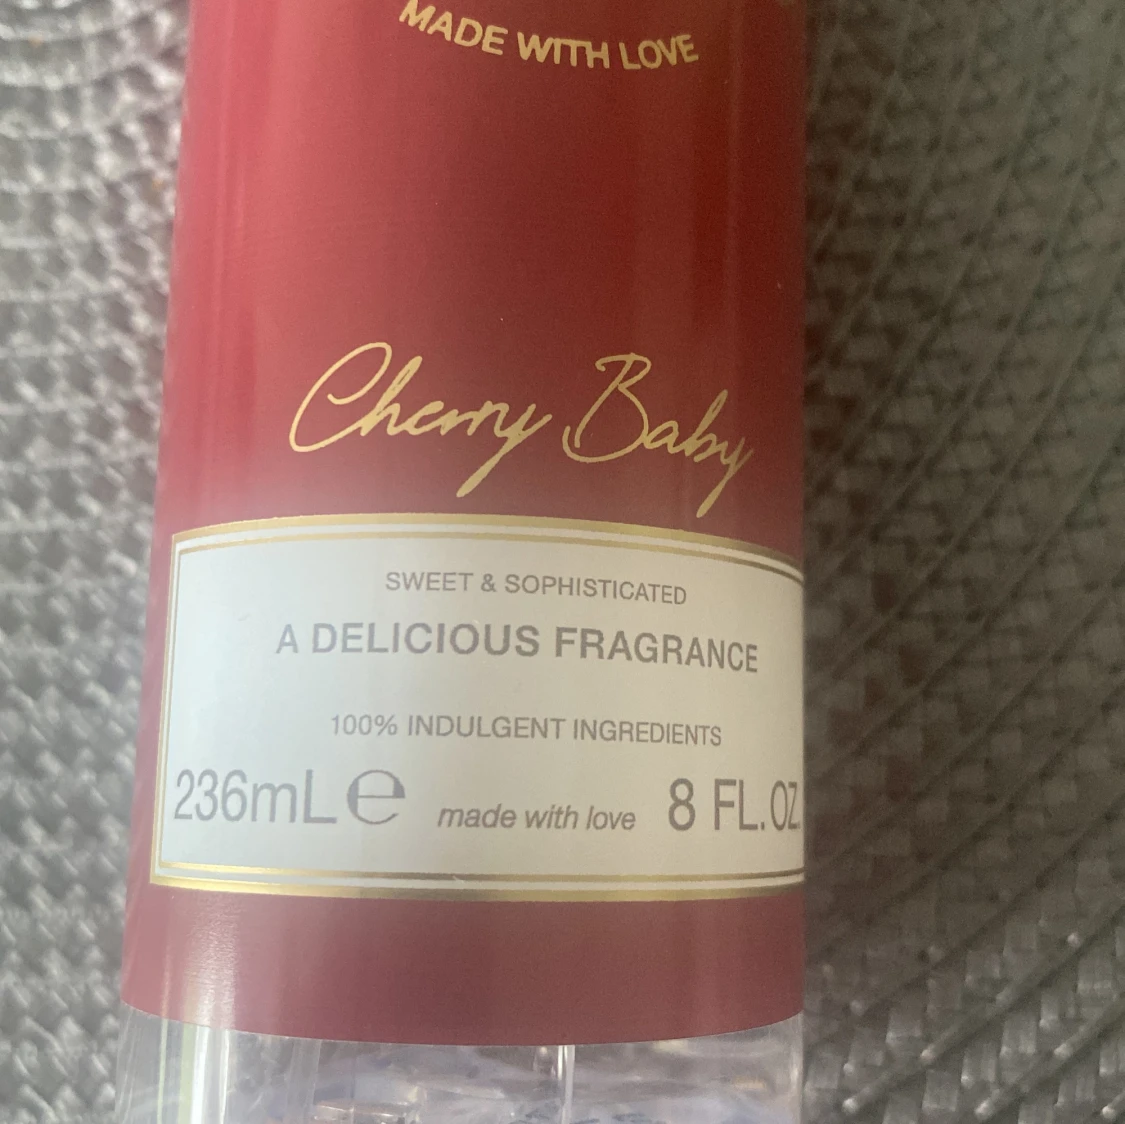 MADE WITH LOVE
Cherry Baby
SWEET & SOPHISTICATED
A DELICIOUS FRAGRANCE
100% INDULGENT INGREDIENTS
236mL℮ made with love 8 FL.OZ